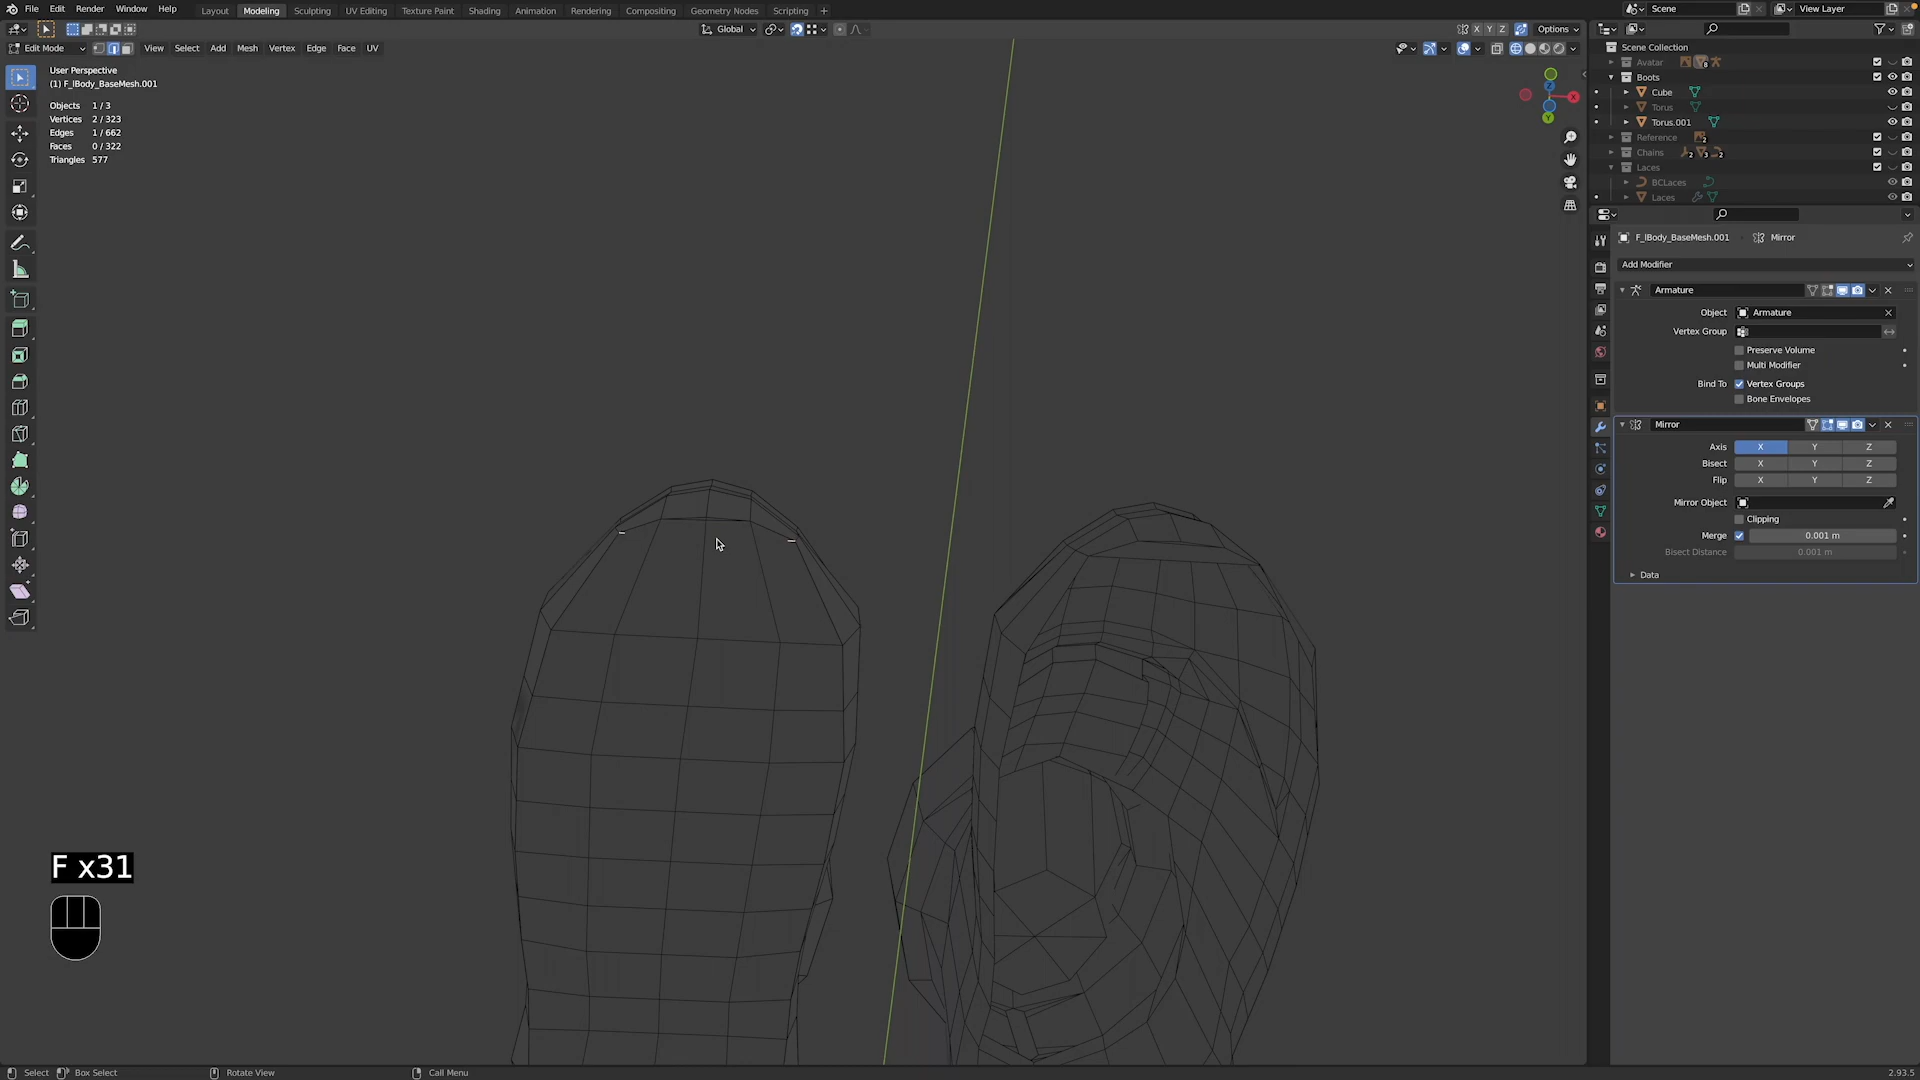 File Edit Render Window Help
Layout Modeling Sculpting UV Editing Texture Paint Shading Animation Rendering Compositing Geometry Nodes Scripting +
Scene
View Layer
Global
X Y Z
Options
Edit Mode
View Select Add Mesh Vertex Edge Face UV
User Perspective
(1) F_lBody_BaseMesh.001
Objects 1 / 3
Vertices 2 / 323
Edges 1 / 662
Faces 0 / 322
Triangles 577
Z
X
Y
Scene Collection
Avatar 8
Boots
Cube
Torus
Torus.001
Reference 2
Chains 2 3 2
Laces
BCLaces
Laces
F_lBody_BaseMesh.001 Mirror
Add Modifier
Armature
Object Armature
Vertex Group
Preserve Volume
Multi Modifier
Bind To Vertex Groups
Bone Envelopes
Mirror
Axis X Y Z
Bisect X Y Z
Flip X Y Z
Mirror Object
Clipping
Merge 0.001 m
Bisect Distance 0.001 m
Data
F x31
Select Box Select Rotate View Call Menu 2.93.5